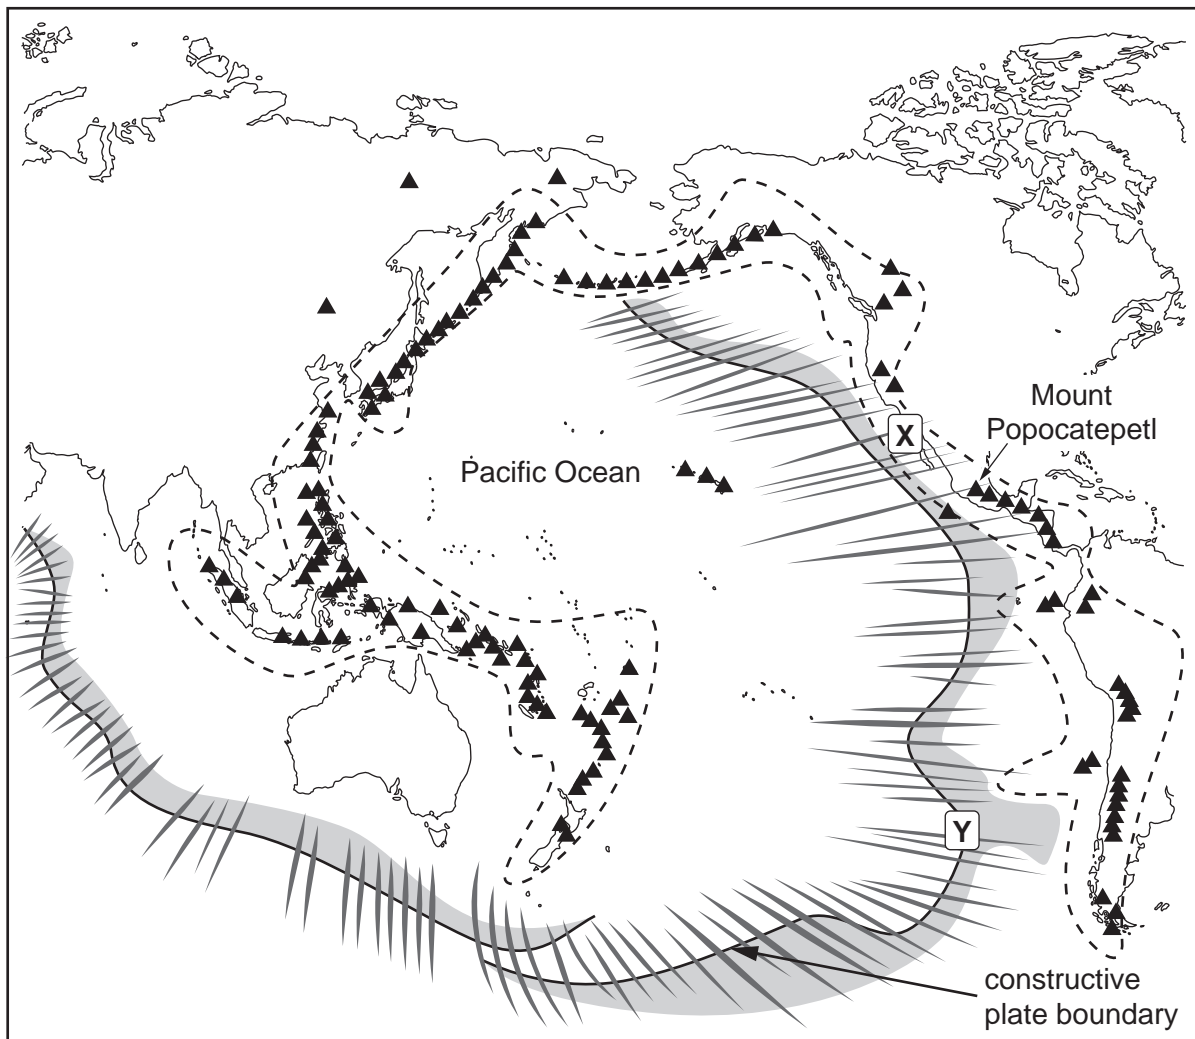 Mount
Popocatepetl
X
Pacific Ocean
Y
constructive
plate boundary